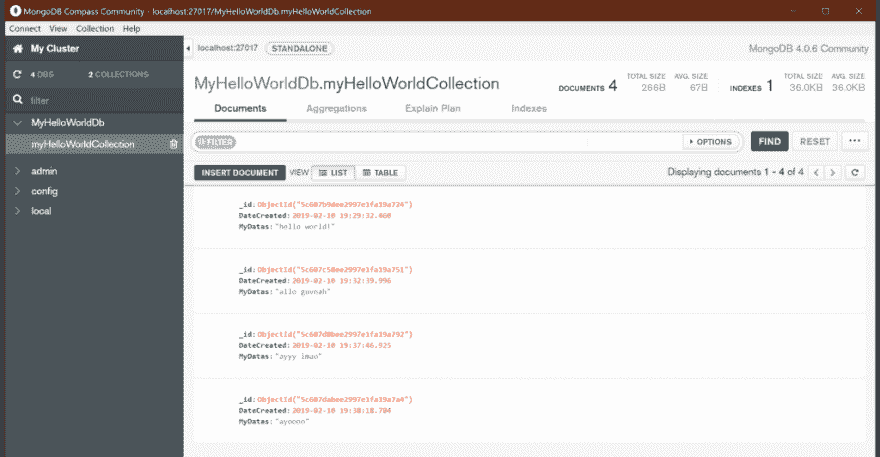 MongoDB Compass Community - localhost:27017/MyHelloWorldDb.myHelloWorldCollection
Connect View Collection Help
My Cluster
localhost:27017 STANDALONE MongoDB 4.0.6 Community
4 DBS 2 COLLECTIONS
filter
MyHelloWorldDb
myHelloWorldCollection
admin
config
local
MyHelloWorldDb.myHelloWorldCollection
DOCUMENTS 4 TOTAL SIZE 266B AVG. SIZE 67B INDEXES 1 TOTAL SIZE 36.0KB AVG. SIZE 36.0KB
Documents Aggregations Explain Plan Indexes
FILTER OPTIONS FIND RESET ...
INSERT DOCUMENT VIEW LIST TABLE Displaying documents 1 - 4 of 4
_id: ObjectId("
DateCreated: 2019-02-10 19:29:32.460
MyDatas: "hello world!"
_id: ObjectId("
DateCreated: 2019-02-10 19:32:39.996
MyDatas: "allo guvnah"
_id: ObjectId("
DateCreated: 2019-02-10 19:37:46.925
MyDatas: "ayyy lmao"
_id: ObjectId("
DateCreated: 2019-02-10 19:38:18.704
MyDatas: "ayoooo"